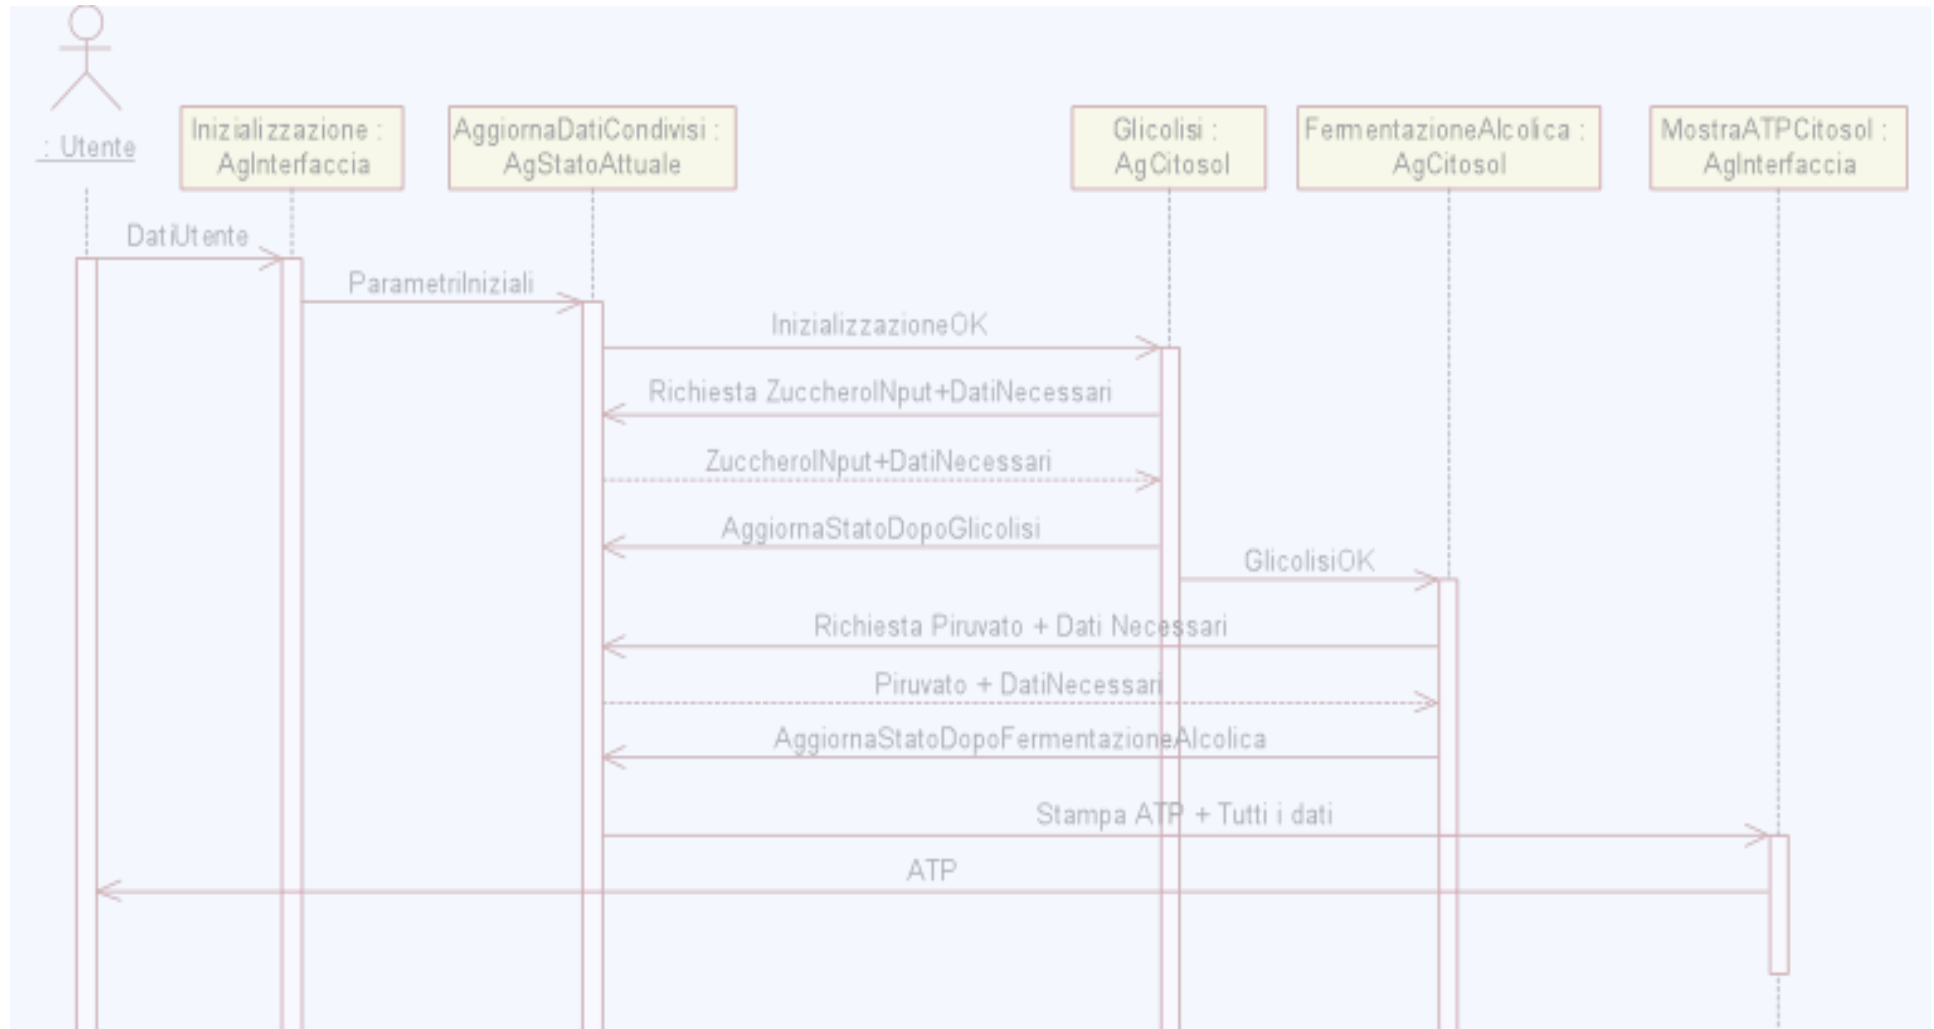 : Utente
Inizializzazione :
AgInterfaccia
AggiornaDatiCondivisi :
AgStatoAttuale
Glicolisi :
AgCitosol
FermentazioneAlcolica :
AgCitosol
MostraATPCitosol :
AgInterfaccia
DatiUtente
ParametriIniziali
InizializzazioneOK
Richiesta ZuccheroINput+DatiNecessari
ZuccheroINput+DatiNecessari
AggiornaStatoDopoGlicolisi
GlicolisiOK
Richiesta Piruvato + Dati Necessari
Piruvato + DatiNecessari
AggiornaStatoDopoFermentazioneAlcolica
Stampa ATP + Tutti i dati
ATP